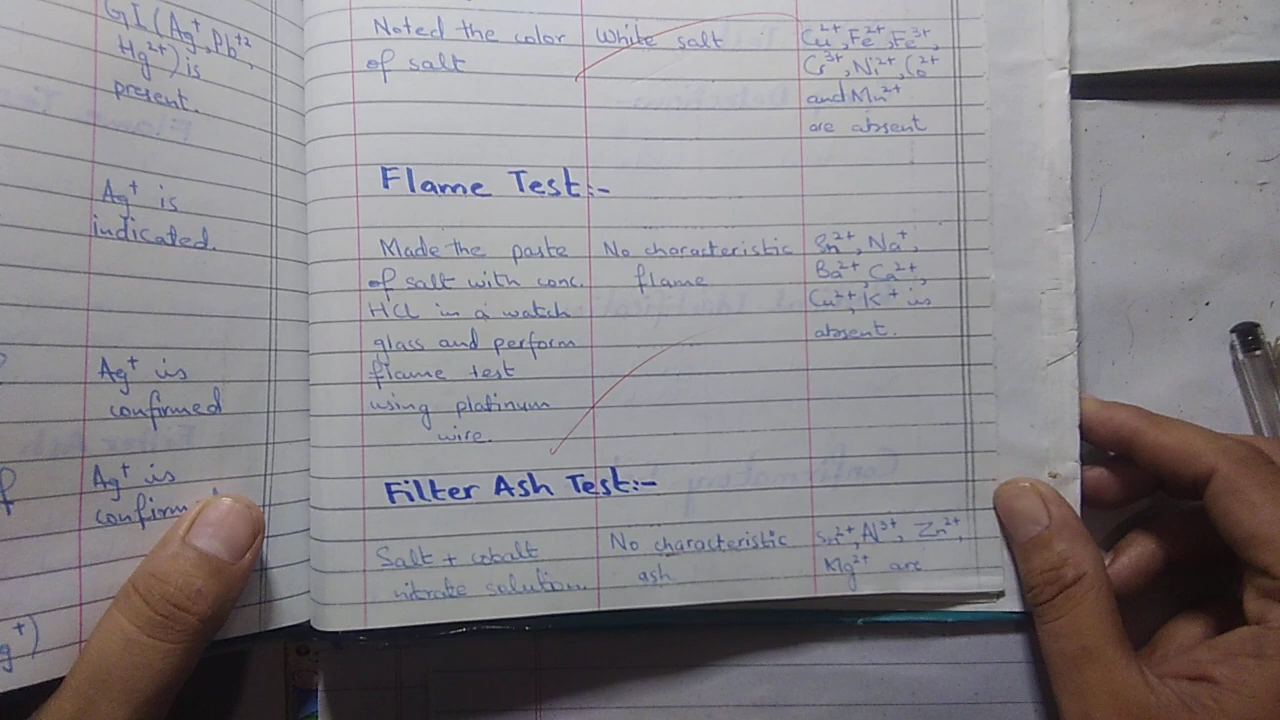 GI(Ag⁺, Pb⁺²,
Hg²⁺) is
present.
Ag⁺ is
indicated.
Ag⁺ is
confirmed
Ag⁺ is
Noted the color White salt Cu²⁺, Fe²⁺, Fe³⁺,
of salt Cr³⁺, Ni²⁺, Co²⁺
and Mn²⁺
are absent
Flame Test:-
Made the paste No characteristic Sn²⁺, Na⁺,
of salt with conc. flame Ba²⁺, Ca²⁺,
HCl in a watch Cu²⁺, K⁺ is
glass and perform absent.
flame test
using platinum
wire.
Filter Ash Test:-
Salt + cobalt No characteristic Sn²⁺, Al³⁺, Zn²⁺,
nitrate solution. ash Mg²⁺ are